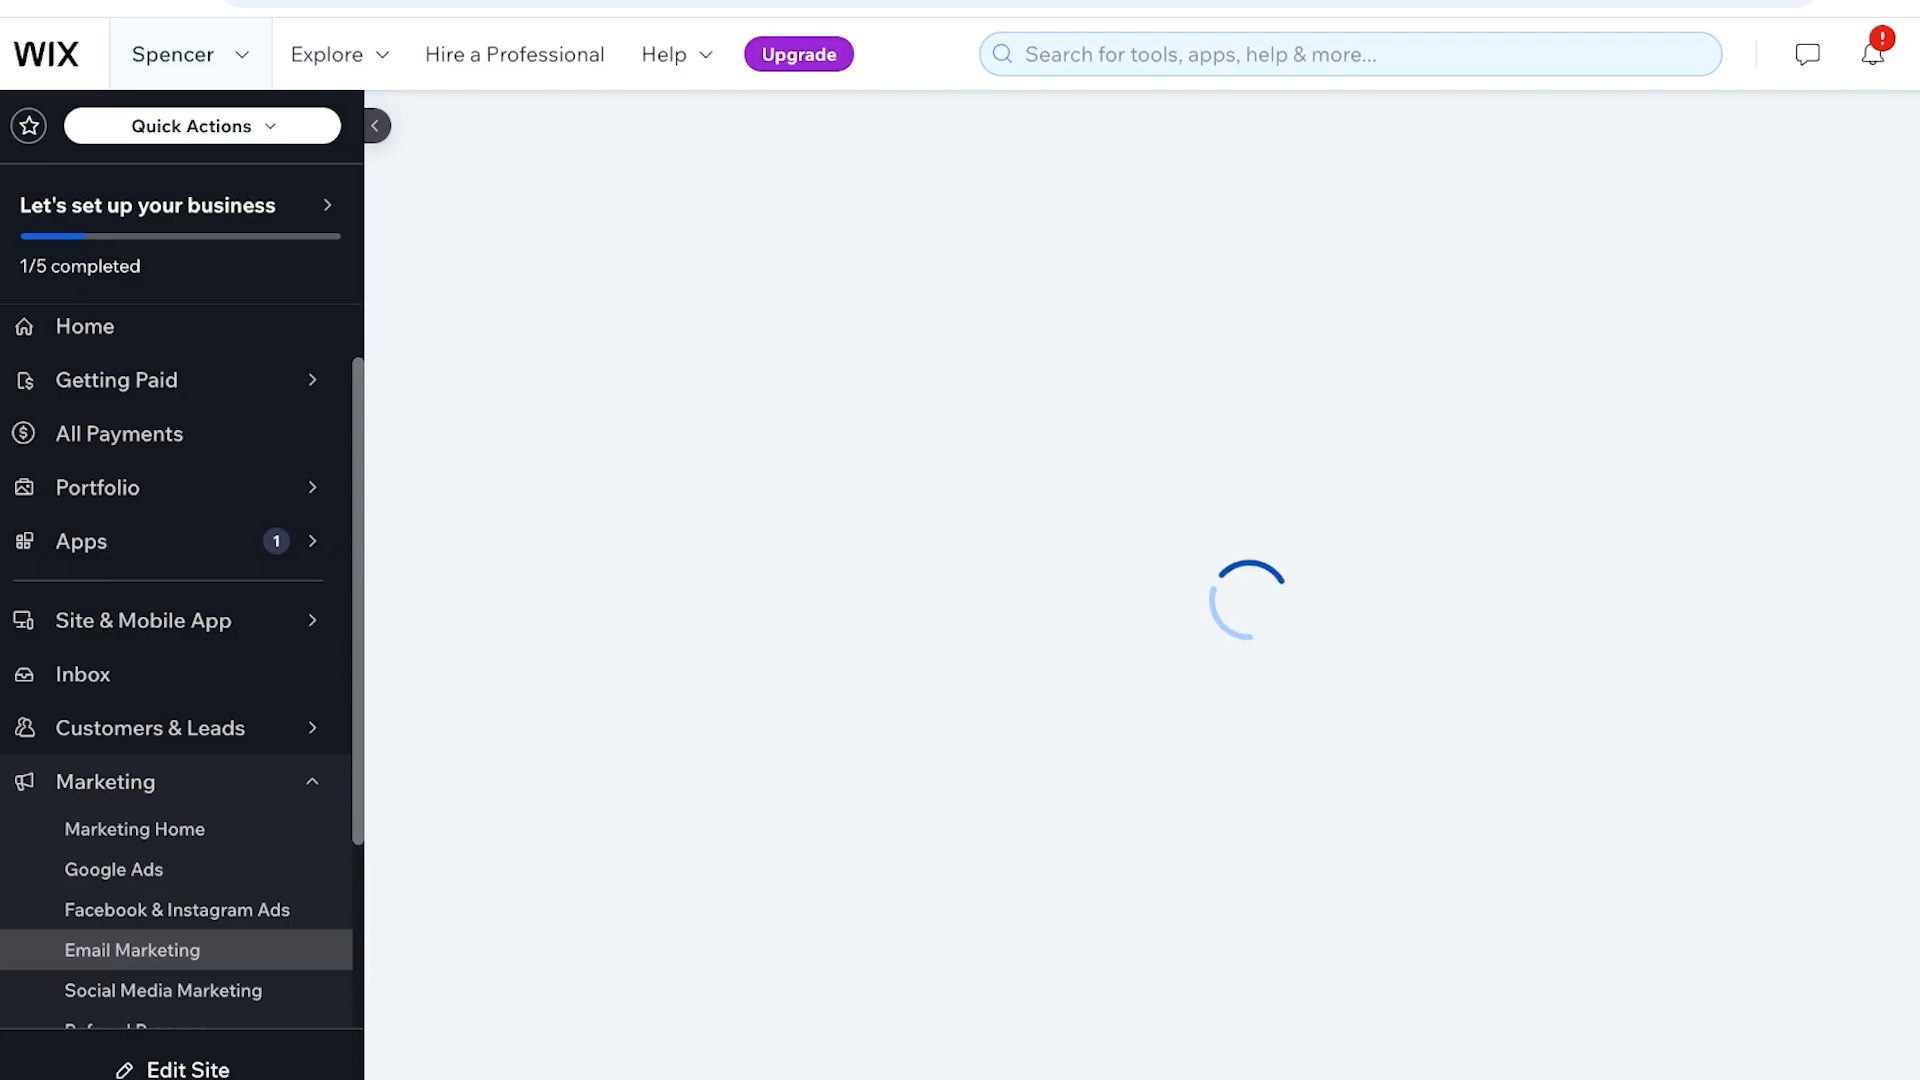 WIX
Spencer
Explore
Hire a Professional
Help
Upgrade
Search for tools, apps, help & more...
!
Quick Actions
Let's set up your business
1/5 completed
Home
Getting Paid
All Payments
Portfolio
Apps
1
Site & Mobile App
Inbox
Customers & Leads
Marketing
Marketing Home
Google Ads
Facebook & Instagram Ads
Email Marketing
Social Media Marketing
Edit Site